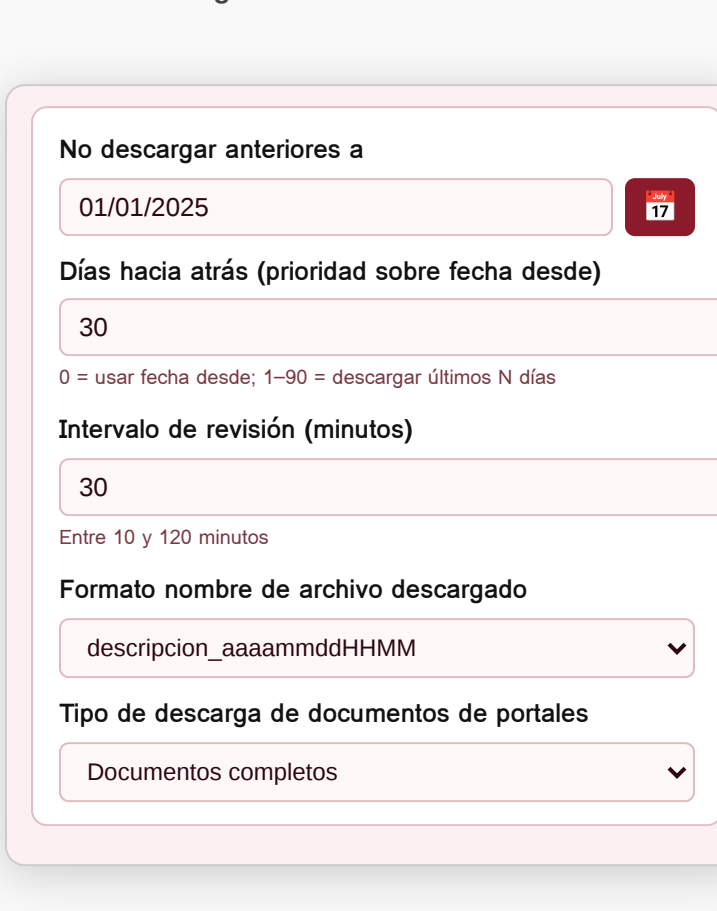 No descargar anteriores a
01/01/2025
July
17
Días hacia atrás (prioridad sobre fecha desde)
30
0 = usar fecha desde; 1–90 = descargar últimos N días
Intervalo de revisión (minutos)
30
Entre 10 y 120 minutos
Formato nombre de archivo descargado
descripcion_aaaammddHHMM
Tipo de descarga de documentos de portales
Documentos completos